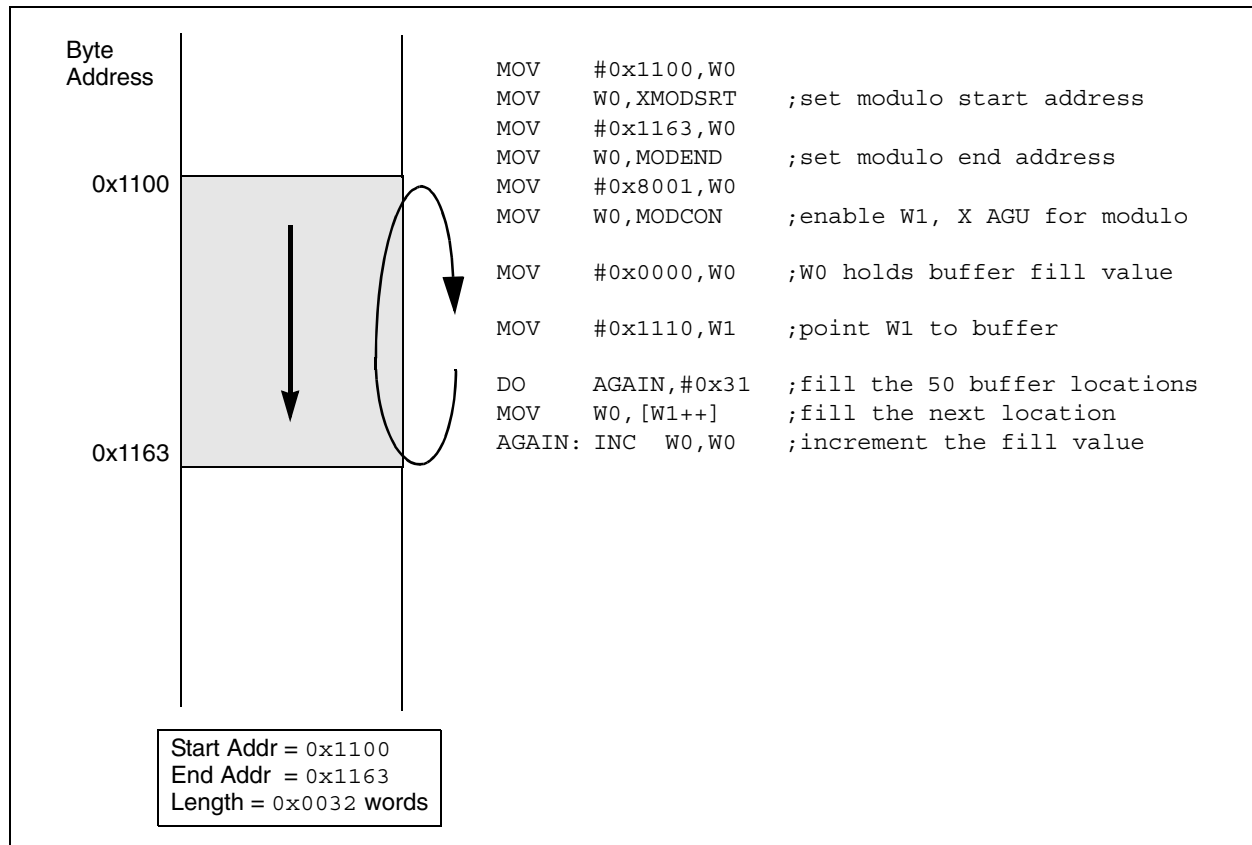 Byte
Address
0x1100
0x1163
MOV #0x1100,W0
MOV W0,XMODSRT ;set modulo start address
MOV #0x1163,W0
MOV W0,MODEND ;set modulo end address
MOV #0x8001,W0
MOV W0,MODCON ;enable W1, X AGU for modulo
MOV #0x0000,W0 ;W0 holds buffer fill value
MOV #0x1110,W1 ;point W1 to buffer
DO AGAIN,#0x31 ;fill the 50 buffer locations
MOV W0,[W1++] ;fill the next location
AGAIN: INC W0,W0 ;increment the fill value
Start Addr = 0x1100
End Addr = 0x1163
Length = 0x0032 words